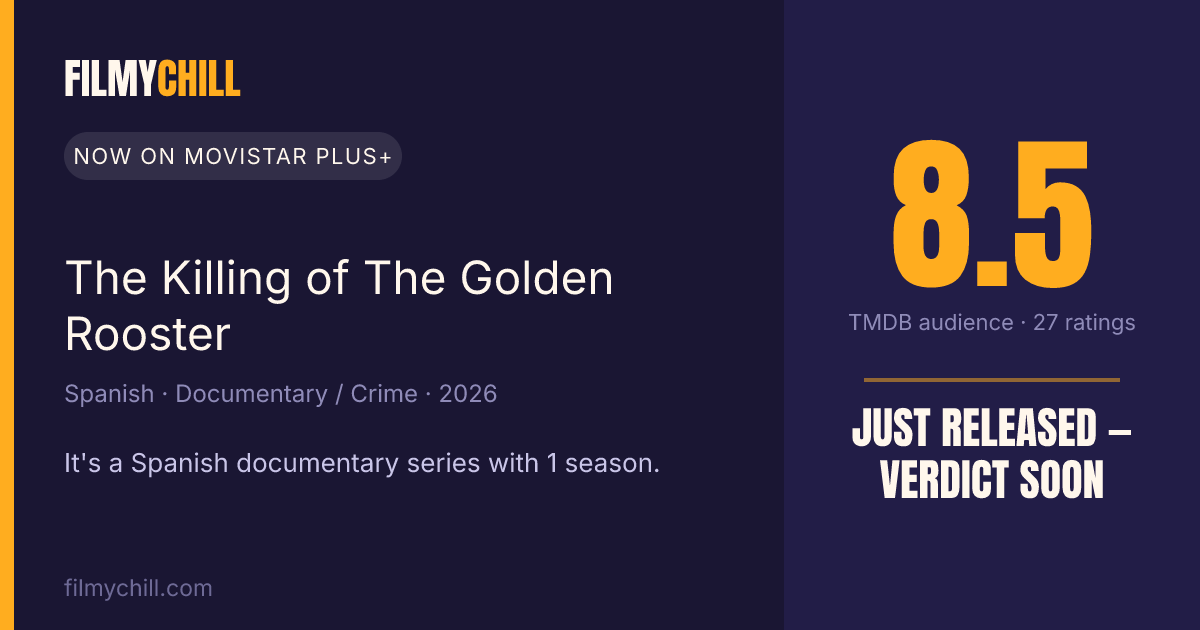 FILMYCHILL
NOW ON MOVISTAR PLUS+
The Killing of The Golden
Rooster
Spanish · Documentary / Crime · 2026
It's a Spanish documentary series with 1 season.
filmychill.com
8.5
TMDB audience · 27 ratings
JUST RELEASED –
VERDICT SOON